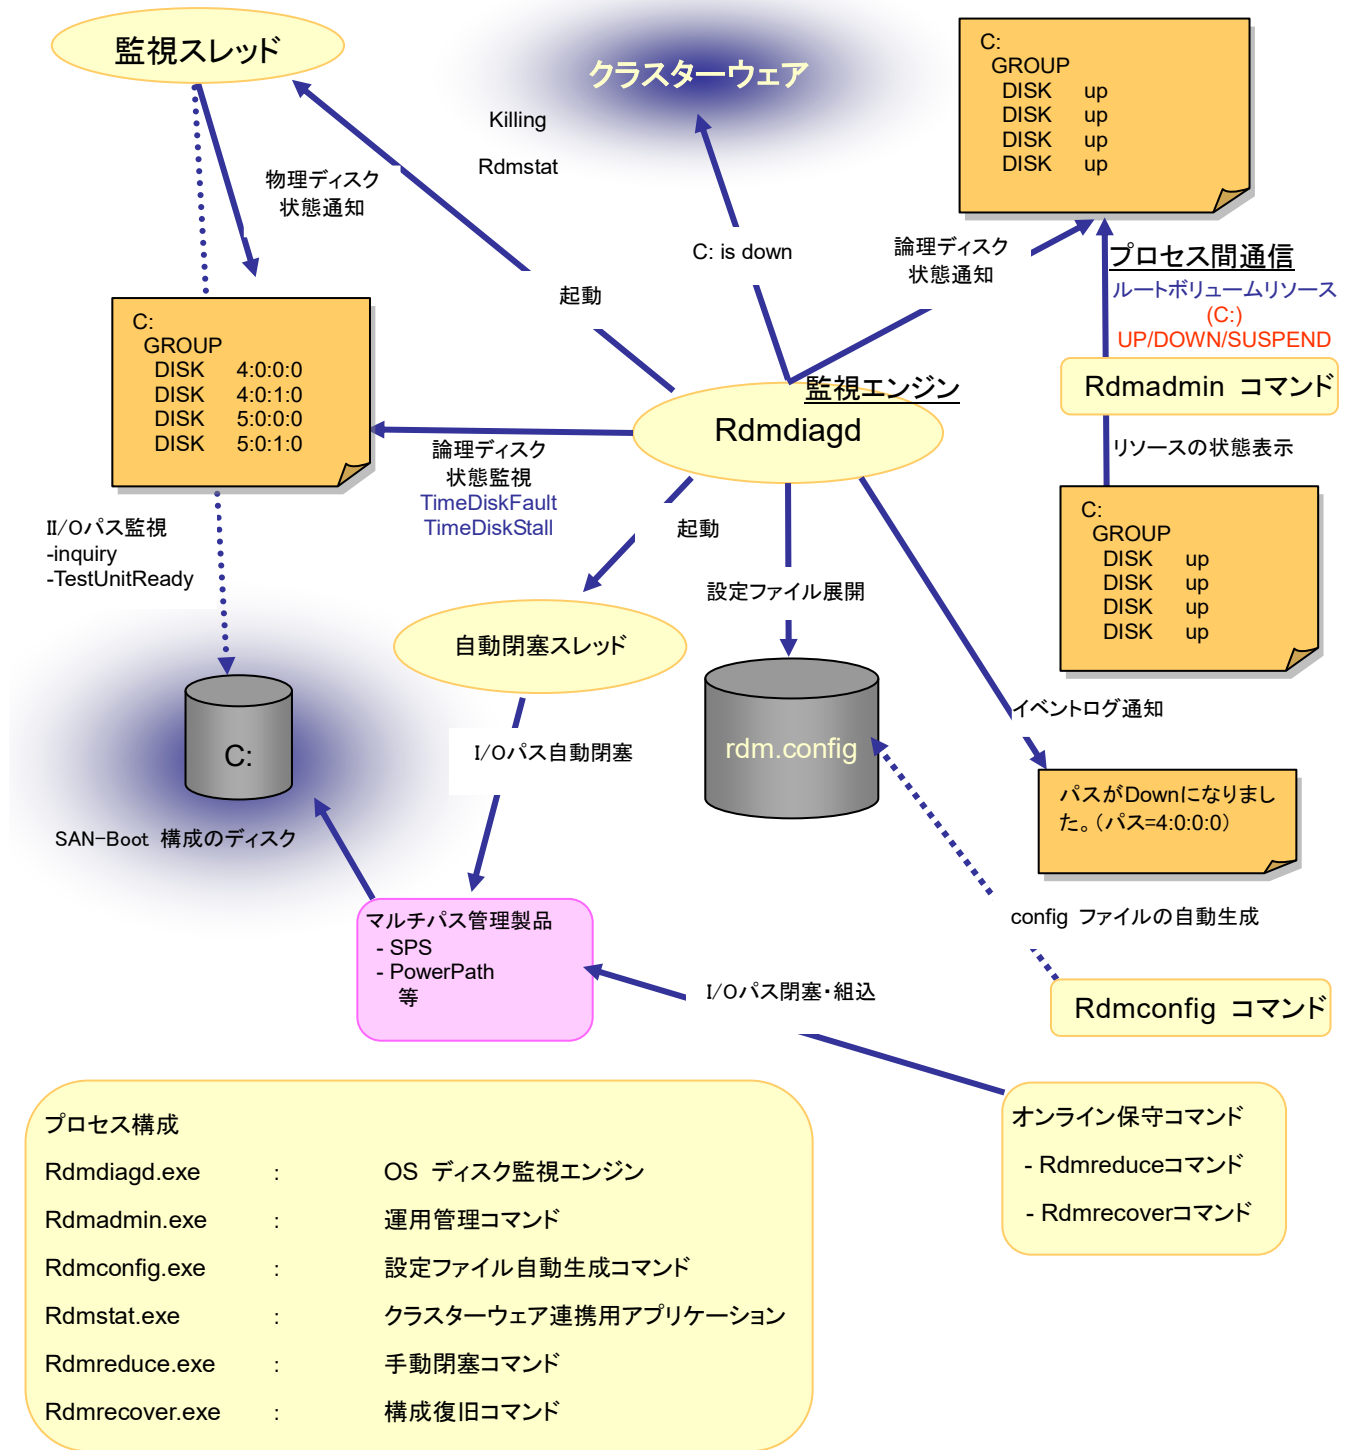 監視スレッド
クラスターウェア
Killing
Rdmstat
C:
GROUP
DISK up
DISK up
DISK up
DISK up
物理ディスク
状態通知
起動
C: is down
論理ディスク
状態通知
プロセス間通信
ルートボリュームリソース
(C:)
UP/DOWN/SUSPEND
C:
GROUP
DISK 4:0:0:0
DISK 4:0:1:0
DISK 5:0:0:0
DISK 5:0:1:0
監視エンジン
Rdmdiagd
Rdmadmin コマンド
リソースの状態表示
論理ディスク
状態監視
TimeDiskFault
TimeDiskStall
起動
II/Oパス監視
-inquiry
-TestUnitReady
設定ファイル展開
C:
GROUP
DISK up
DISK up
DISK up
DISK up
自動閉塞スレッド
イベントログ通知
I/Oパス自動閉塞
rdm.config
C:
パスがDownになりまし
た。（パス=4:0:0:0）
SAN-Boot 構成のディスク
マルチパス管理製品
- SPS
- PowerPath
等
config ファイルの自動生成
I/Oパス閉塞・組込
Rdmconfig コマンド
オンライン保守コマンド
- Rdmreduceコマンド
- Rdmrecoverコマンド
プロセス構成
Rdmdiagd.exe : OS ディスク監視エンジン
Rdmadmin.exe : 運用管理コマンド
Rdmconfig.exe : 設定ファイル自動生成コマンド
Rdmstat.exe : クラスターウェア連携用アプリケーション
Rdmreduce.exe : 手動閉塞コマンド
Rdmrecover.exe : 構成復旧コマンド